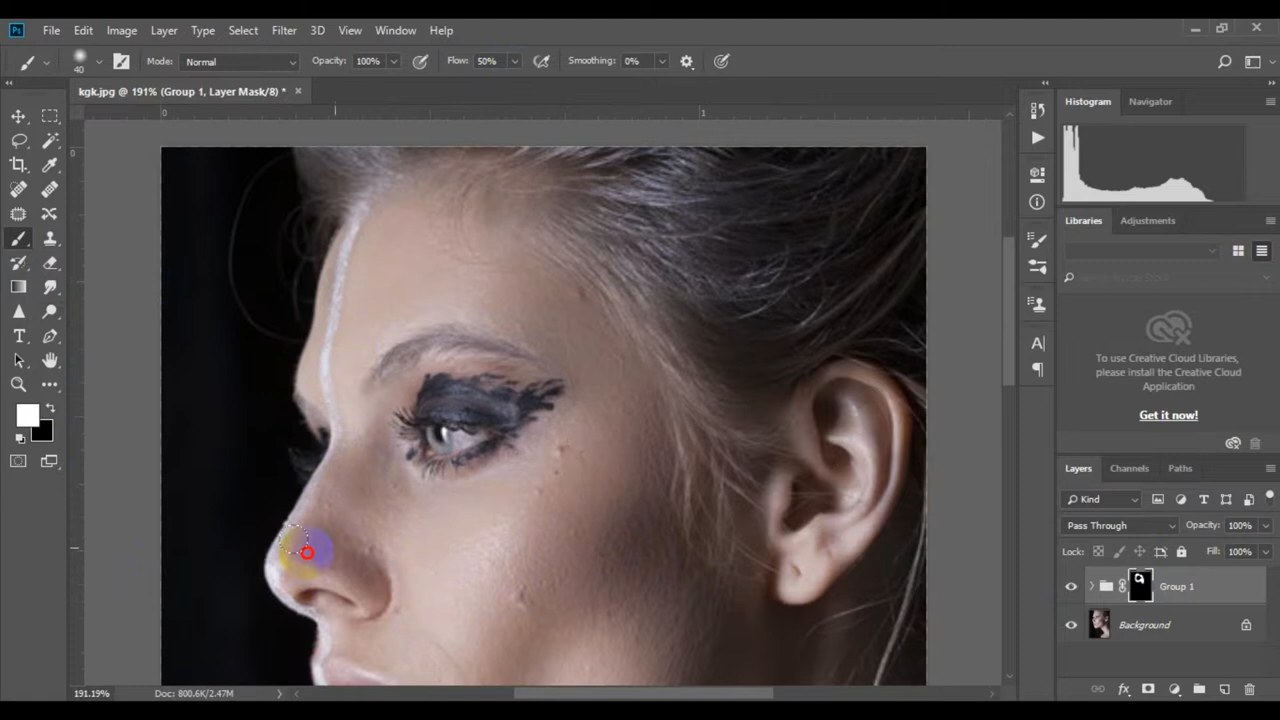 Ps File Edit Image Layer Type Select Filter 3D View Window Help
40 Mode: Normal Opacity: 100% Flow: 50% Smoothing: 0%
kgk.jpg @ 191% (Group 1, Layer Mask/8) *
Histogram Navigator
0 1
0
Libraries Adjustments
To use Creative Cloud Libraries,
please install the Creative Cloud
Application
Get it now!
Layers Channels Paths
Kind
Pass Through Opacity: 100%
Lock: Fill: 100%
Group 1
Background
191.19% Doc: 800.6K/2.47M